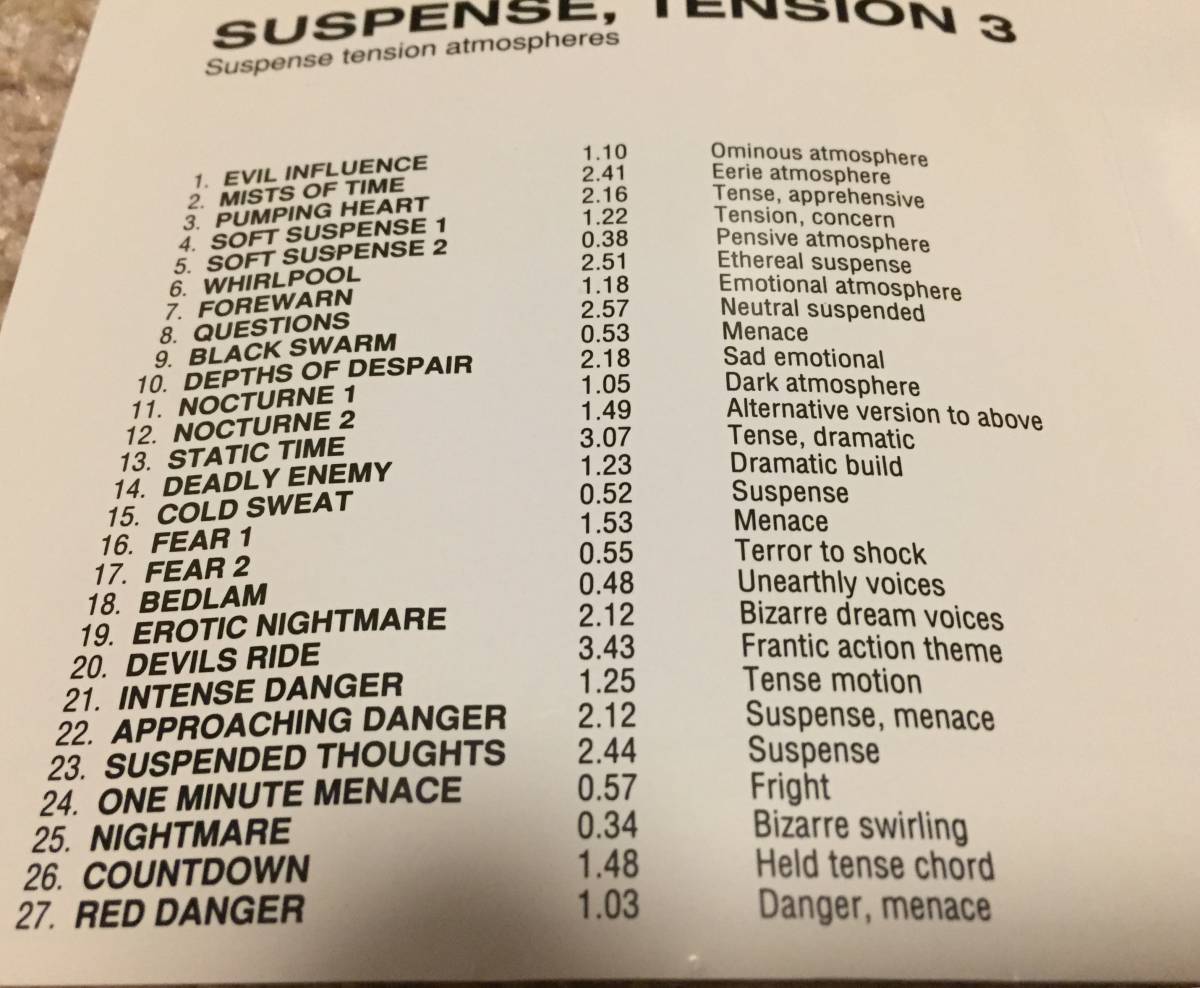 SUSPENSE, TENSION 3
Suspense tension atmospheres
1. EVIL INFLUENCE 1.10 Ominous atmosphere
2. MISTS OF TIME 2.41 Eerie atmosphere
3. PUMPING HEART 2.16 Tense, apprehensive
4. SOFT SUSPENSE 1 1.22 Tension, concern
5. SOFT SUSPENSE 2 0.38 Pensive atmosphere
6. WHIRLPOOL 2.51 Ethereal suspense
7. FOREWARN 1.18 Emotional atmosphere
8. QUESTIONS 2.57 Neutral suspended
9. BLACK SWARM 0.53 Menace
10. DEPTHS OF DESPAIR 2.18 Sad emotional
11. NOCTURNE 1 1.05 Dark atmosphere
12. NOCTURNE 2 1.49 Alternative version to above
13. STATIC TIME 3.07 Tense, dramatic
14. DEADLY ENEMY 1.23 Dramatic build
15. COLD SWEAT 0.52 Suspense
16. FEAR 1 1.53 Menace
17. FEAR 2 0.55 Terror to shock
18. BEDLAM 0.48 Unearthly voices
19. EROTIC NIGHTMARE 2.12 Bizarre dream voices
20. DEVILS RIDE 3.43 Frantic action theme
21. INTENSE DANGER 1.25 Tense motion
22. APPROACHING DANGER 2.12 Suspense, menace
23. SUSPENDED THOUGHTS 2.44 Suspense
24. ONE MINUTE MENACE 0.57 Fright
25. NIGHTMARE 0.34 Bizarre swirling
26. COUNTDOWN 1.48 Held tense chord
27. RED DANGER 1.03 Danger, menace